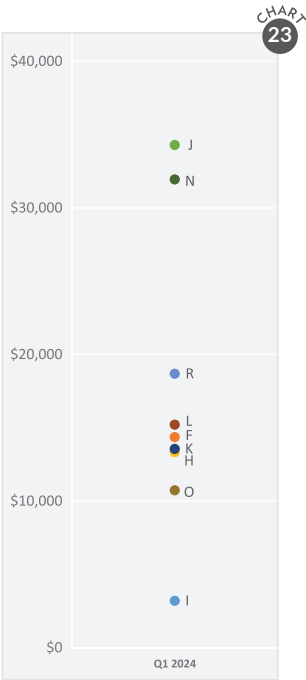 CHART
23
$40,000
J
N
$30,000
$20,000
R
L
F
K
H
$10,000
O
I
$0
Q1 2024